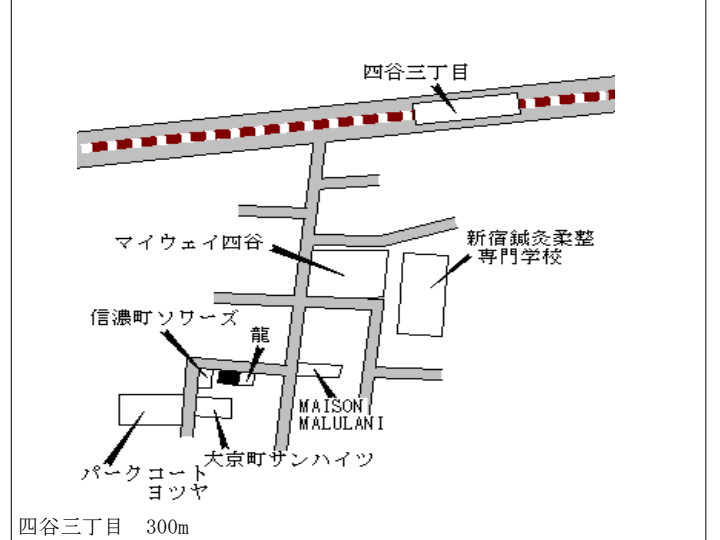 四谷三丁目
マイウェイ四谷
新宿鍼灸柔整
専門学校
信濃町ソワーズ
龍
MAISON
MALULANI
大京町サンハイツ
パークコート
ヨツヤ
四谷三丁目　300m